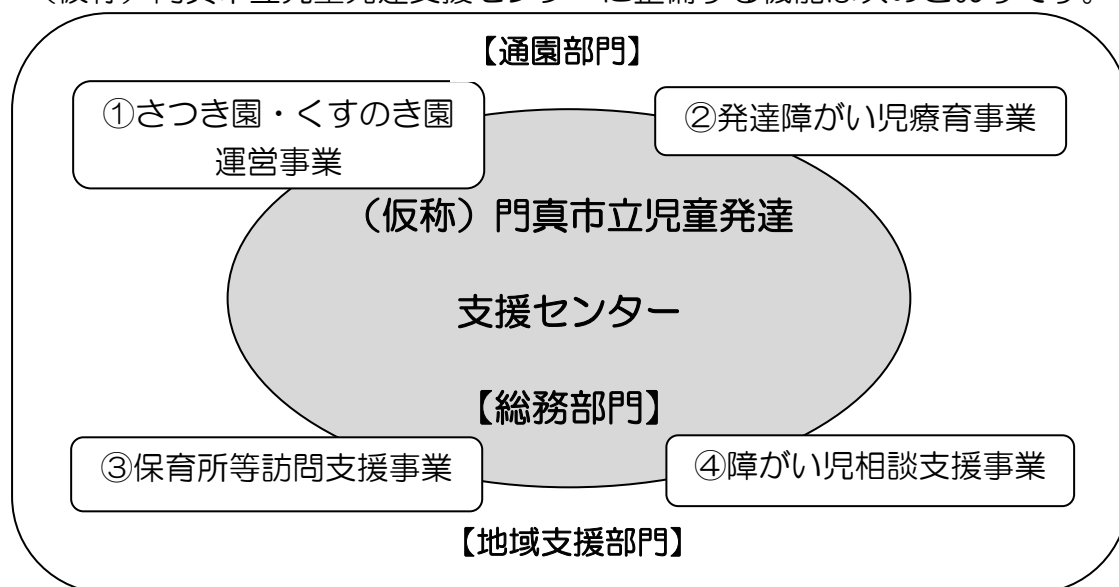 【通園部門】
①さつき園・くすのき園
運営事業
②発達障がい児療育事業
（仮称）門真市立児童発達
支援センター
【総務部門】
③保育所等訪問支援事業
④障がい児相談支援事業
【地域支援部門】